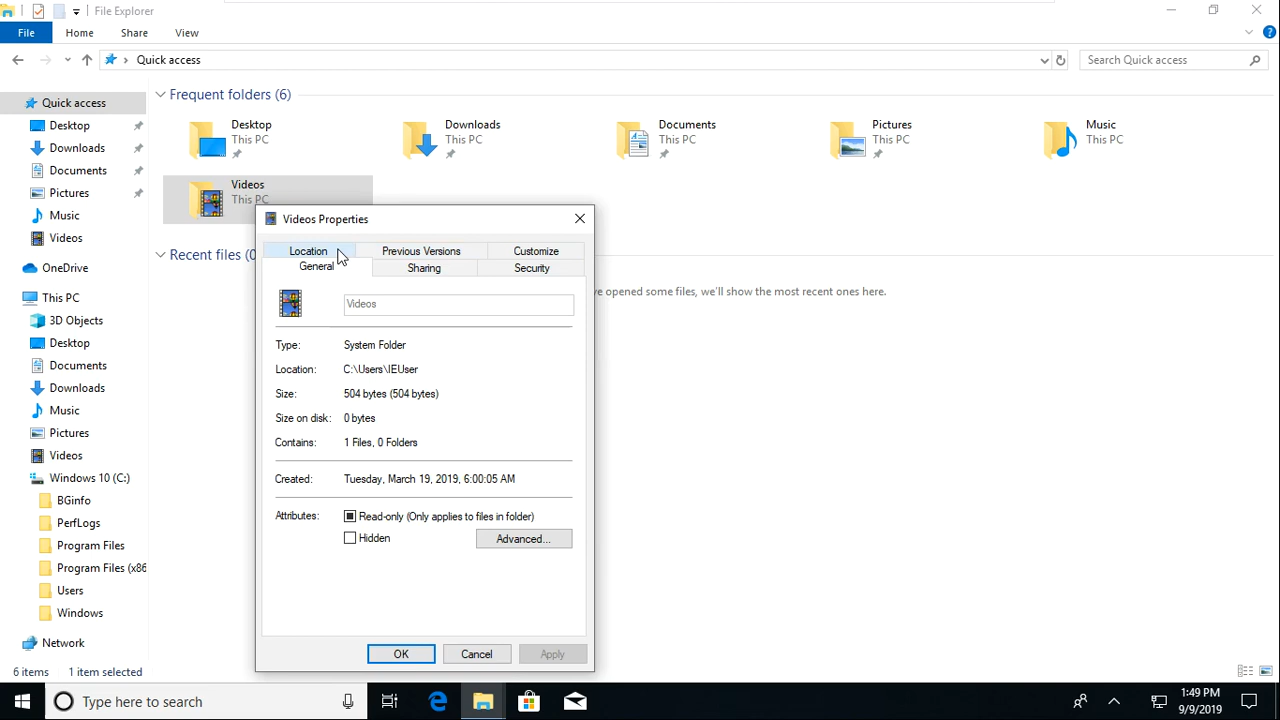 File Explorer
File Home Share View
Quick access
Search Quick access
Quick access
Desktop
Downloads
Documents
Pictures
Music
Videos
OneDrive
This PC
3D Objects
Desktop
Documents
Downloads
Music
Pictures
Videos
Windows 10 (C:)
BGinfo
PerfLogs
Program Files
Program Files (x86
Users
Windows
Network
Frequent folders (6)
Desktop
This PC
Downloads
This PC
Documents
This PC
Pictures
This PC
Music
This PC
Videos
This PC
Recent files (0
ve opened some files, we'll show the most recent ones here.
Videos Properties
Location Previous Versions Customize
General Sharing Security
Videos
Type: System Folder
Location: C:\Users\IEUser
Size: 504 bytes (504 bytes)
Size on disk: 0 bytes
Contains: 1 Files, 0 Folders
Created: Tuesday, March 19, 2019, 6:00:05 AM
Attributes: Read-only (Only applies to files in folder)
Hidden Advanced...
OK Cancel Apply
6 items 1 item selected
Type here to search
1:49 PM
9/9/2019